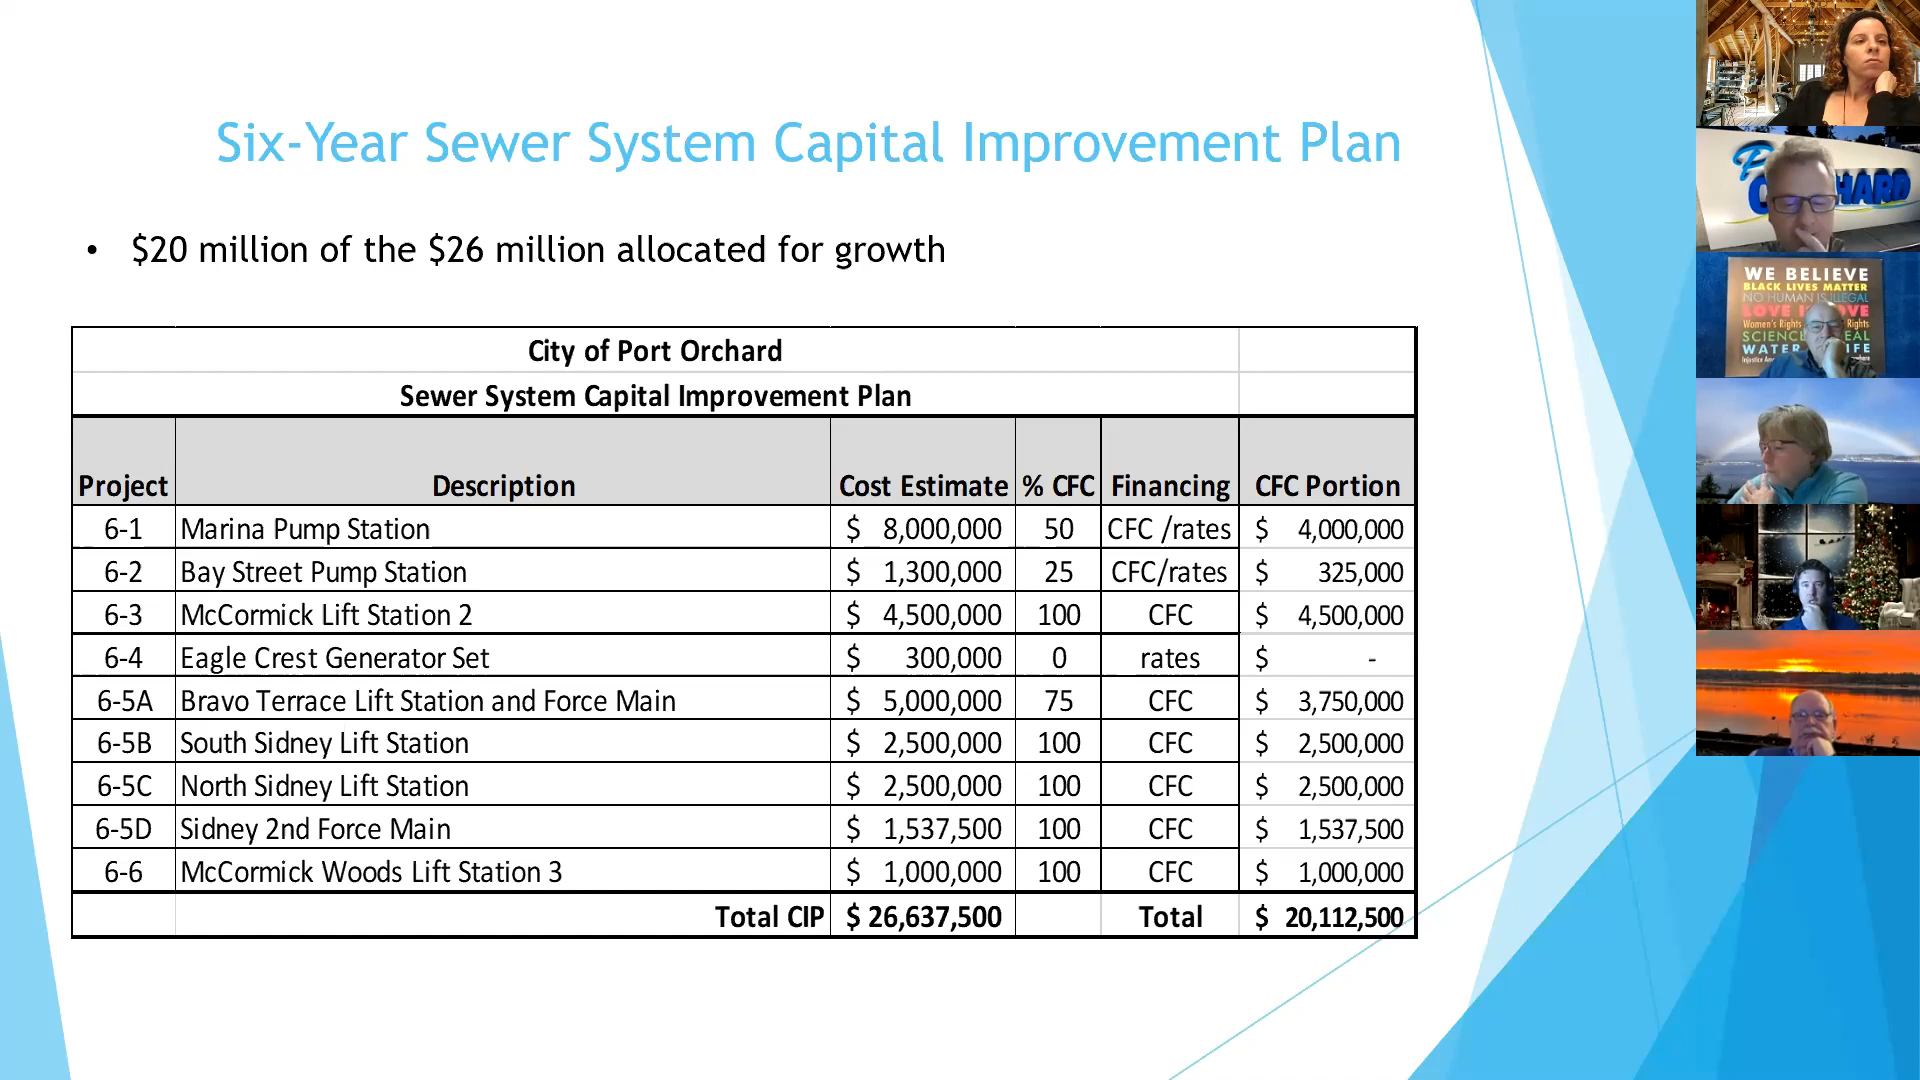 Six-Year Sewer System Capital Improvement Plan
• $20 million of the $26 million allocated for growth
City of Port Orchard
Sewer System Capital Improvement Plan
Project Description Cost Estimate % CFC Financing CFC Portion
6-1 Marina Pump Station $ 8,000,000 50 CFC /rates $ 4,000,000
6-2 Bay Street Pump Station $ 1,300,000 25 CFC/rates $ 325,000
6-3 McCormick Lift Station 2 $ 4,500,000 100 CFC $ 4,500,000
6-4 Eagle Crest Generator Set $ 300,000 0 rates $ -
6-5A Bravo Terrace Lift Station and Force Main $ 5,000,000 75 CFC $ 3,750,000
6-5B South Sidney Lift Station $ 2,500,000 100 CFC $ 2,500,000
6-5C North Sidney Lift Station $ 2,500,000 100 CFC $ 2,500,000
6-5D Sidney 2nd Force Main $ 1,537,500 100 CFC $ 1,537,500
6-6 McCormick Woods Lift Station 3 $ 1,000,000 100 CFC $ 1,000,000
Total CIP $ 26,637,500 Total $ 20,112,500
WE BELIEVE
BLACK LIVES MATTER
NO HUMAN IS ILLEGAL
LOVE
Women's Rights Rights
SCIENCE
WATER